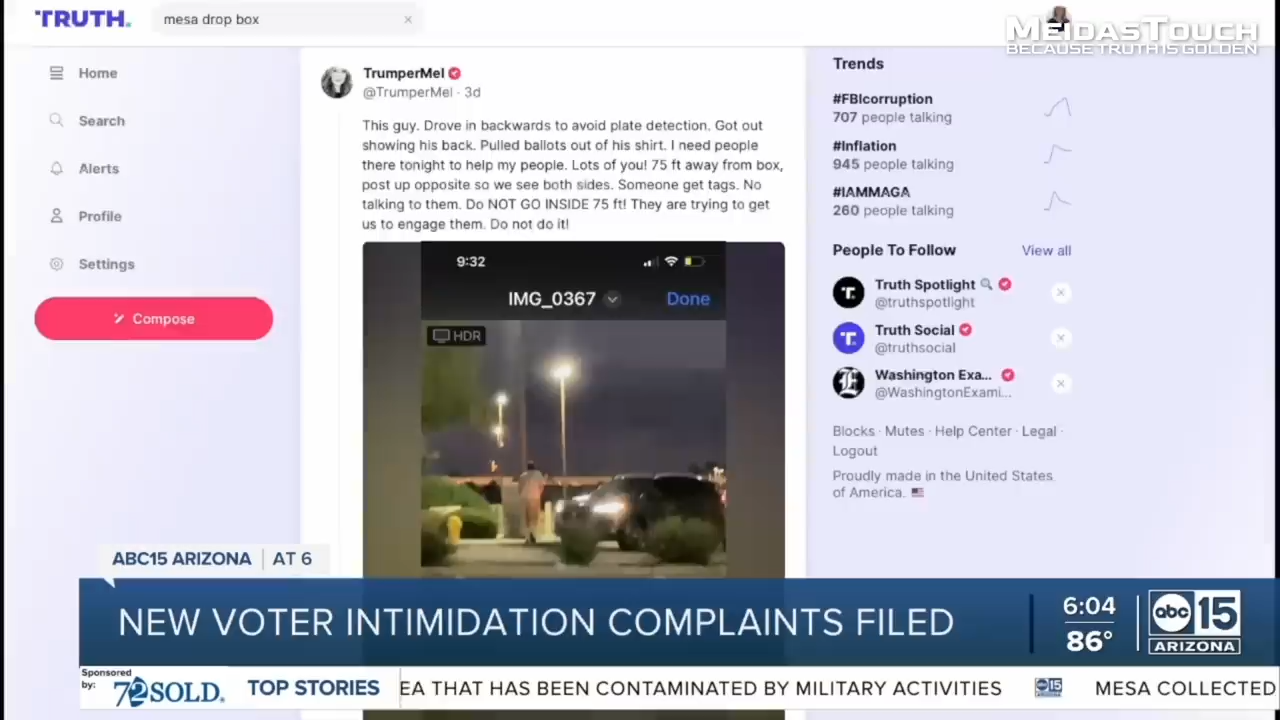 TRUTH.
mesa drop box
MEIDASTOUCH
BECAUSE TRUTH IS GOLDEN
Home
Search
Alerts
Profile
Settings
Compose
TrumperMel
@TrumperMel · 3d
This guy. Drove in backwards to avoid plate detection. Got out
showing his back. Pulled ballots out of his shirt. I need people
there tonight to help my people. Lots of you! 75 ft away from box,
post up opposite so we see both sides. Someone get tags. No
talking to them. Do NOT GO INSIDE 75 ft! They are trying to get
us to engage them. Do not do it!
9:32
IMG_0367
Done
HDR
Trends
#FBIcorruption
707 people talking
#Inflation
945 people talking
#IAMMAGA
260 people talking
People To Follow
View all
Truth Spotlight
@truthspotlight
Truth Social
@truthsocial
Washington Exa...
@WashingtonExami...
Blocks · Mutes · Help Center · Legal ·
Logout
Proudly made in the United States
of America.
ABC15 ARIZONA | AT 6
NEW VOTER INTIMIDATION COMPLAINTS FILED
6:04
86°
abc 15
ARIZONA
Sponsored
by:
72SOLD.
TOP STORIES
EA THAT HAS BEEN CONTAMINATED BY MILITARY ACTIVITIES
abc 15
MESA COLLECTED